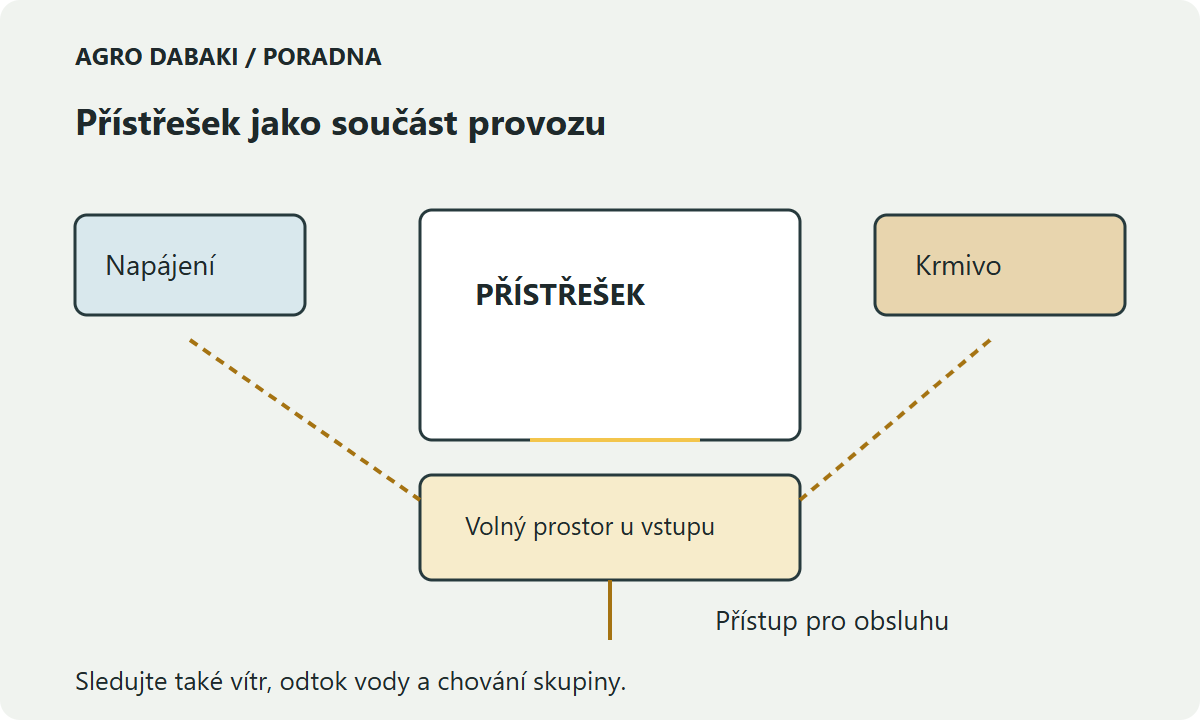 AGRO DABAKI / PORADNA
Přístřešek jako součást provozu
Napájení
PŘÍSTŘEŠEK
Krmivo
Volný prostor u vstupu
Přístup pro obsluhu
Sledujte také vítr, odtok vody a chování skupiny.